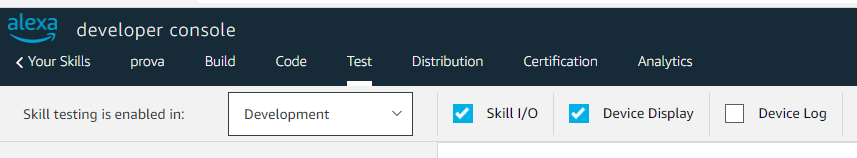 alexa developer console
Your Skills prova Build Code Test Distribution Certification Analytics
Skill testing is enabled in: Development Skill I/O Device Display Device Log